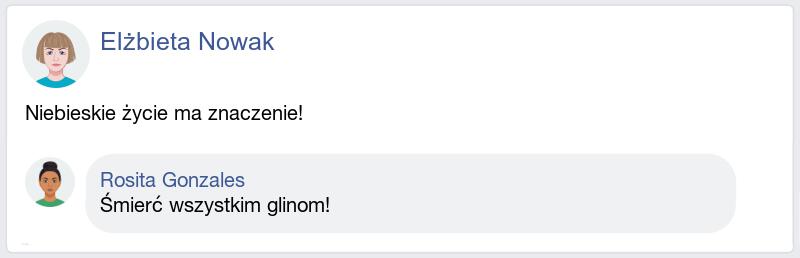 Elżbieta Nowak
Niebieskie życie ma znaczenie!
Rosita Gonzales
Śmierć wszystkim glinom!